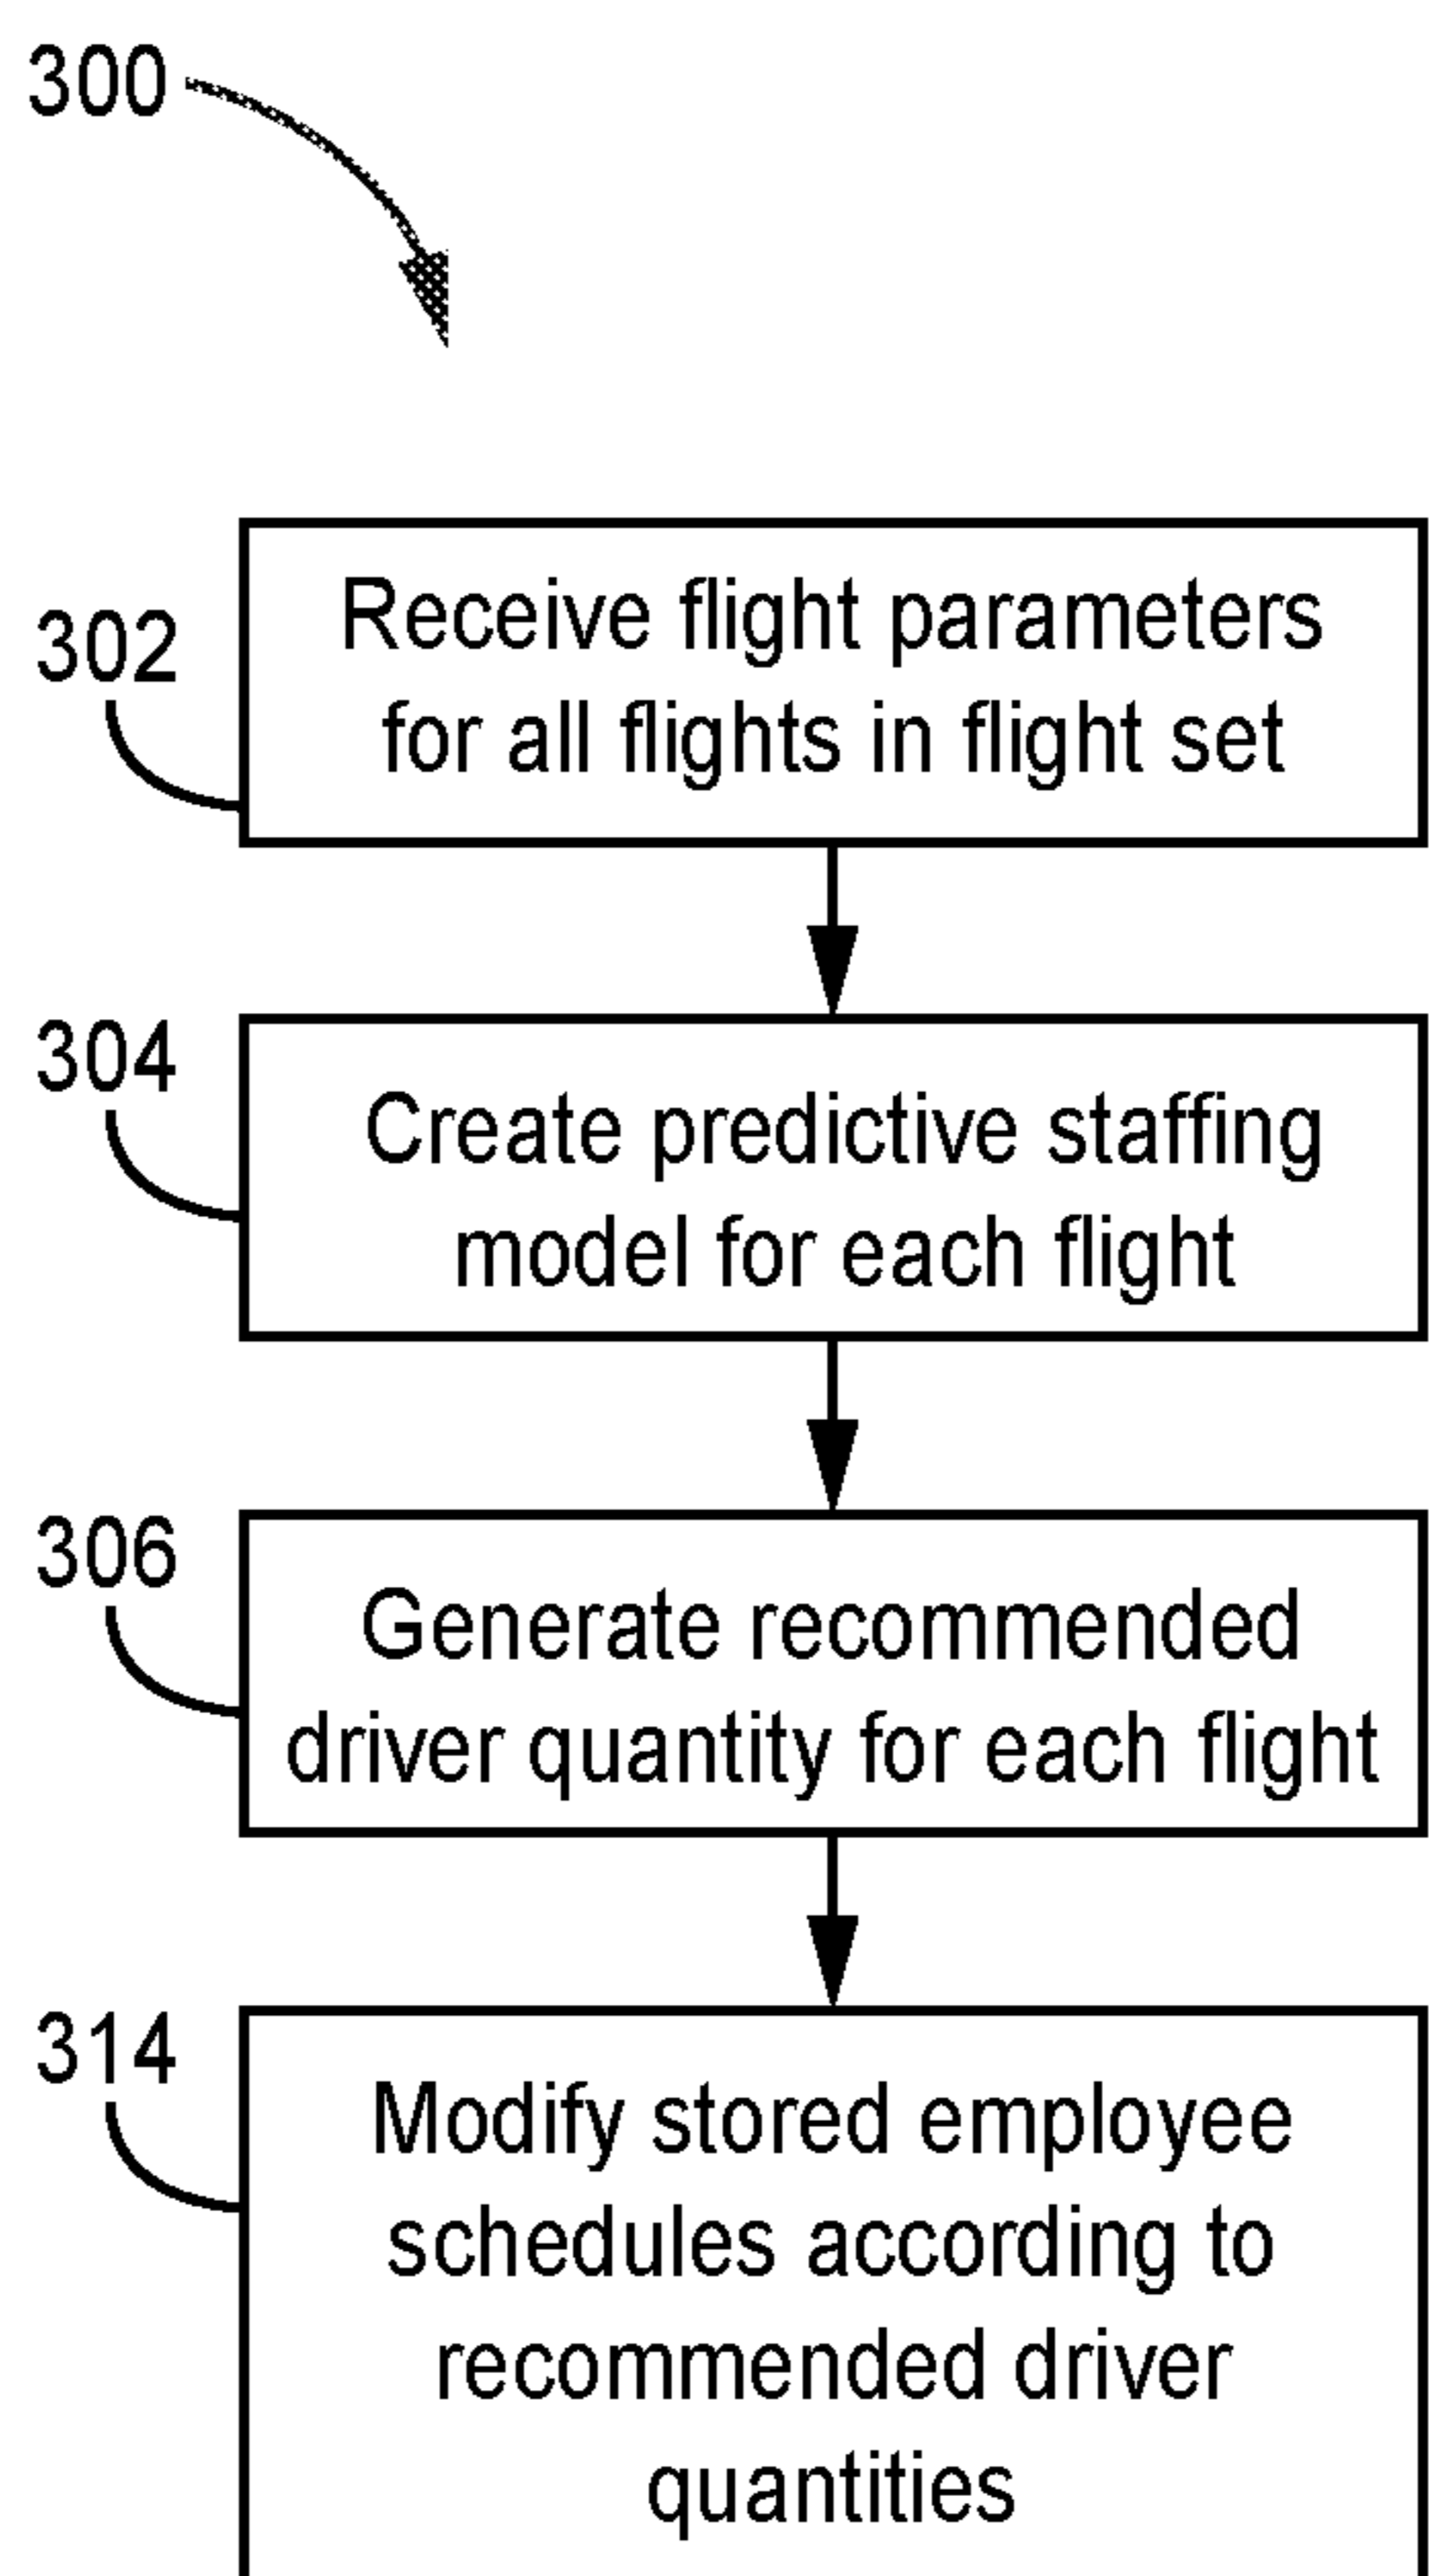 300
302
Receive flight parameters
for all flights in flight set
304
Create predictive staffing
model for each flight
306
Generate recommended
driver quantity for each flight
314
Modify stored employee
schedules according to
recommended driver
quantities